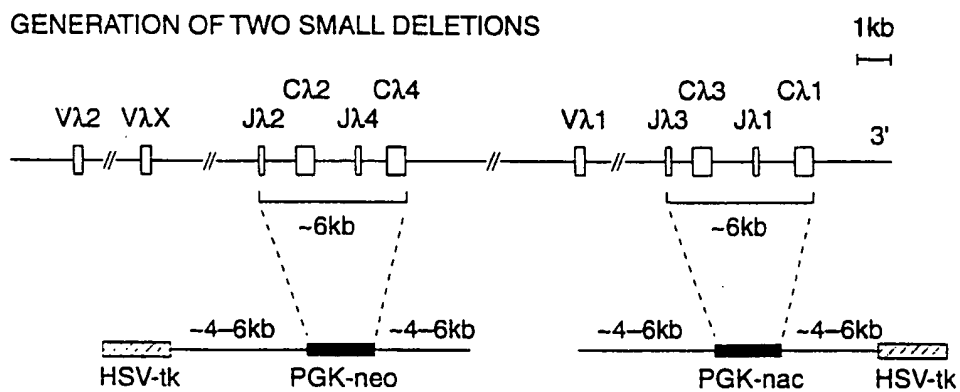 GENERATION OF TWO SMALL DELETIONS
1kb
Cλ2 Cλ4 Cλ3 Cλ1
Vλ2 VλX Jλ2 Jλ4 Vλ1 Jλ3 Jλ1 3'
// // // //
~6kb ~6kb
~4–6kb ~4–6kb ~4–6kb ~4–6kb
HSV-tk PGK-neo PGK-nac HSV-tk